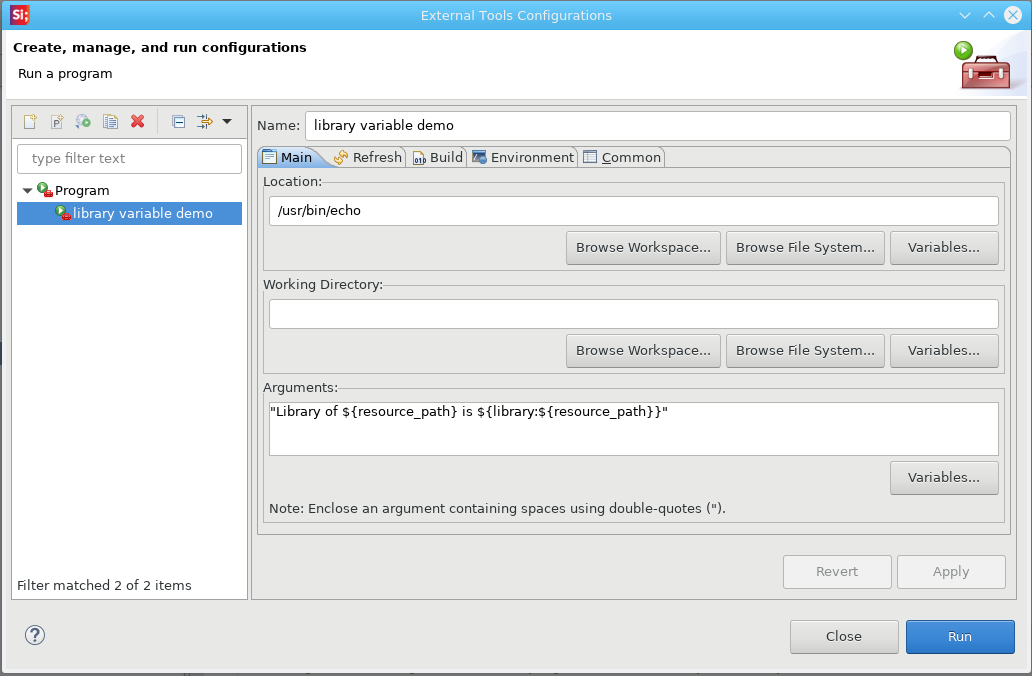 Si;
External Tools Configurations
Create, manage, and run configurations
Run a program
type filter text
Program
library variable demo
Filter matched 2 of 2 items
Name: library variable demo
Main Refresh Build Environment Common
Location:
/usr/bin/echo
Browse Workspace... Browse File System... Variables...
Working Directory:
Browse Workspace... Browse File System... Variables...
Arguments:
"Library of ${resource_path} is ${library:${resource_path}}"
Variables...
Note: Enclose an argument containing spaces using double-quotes (").
Revert Apply
? Close Run